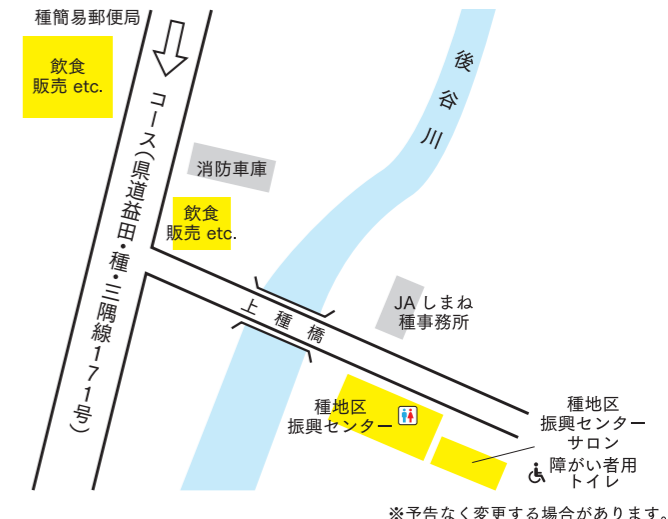 種簡易郵便局
飲食
販売 etc.
コース(県道益田・種・三隅線171号)
後谷川
消防車庫
飲食
販売 etc.
上種橋
JA しまね
種事務所
種地区
振興センター
種地区
振興センター
サロン
障がい者用
トイレ
※予告なく変更する場合があります。